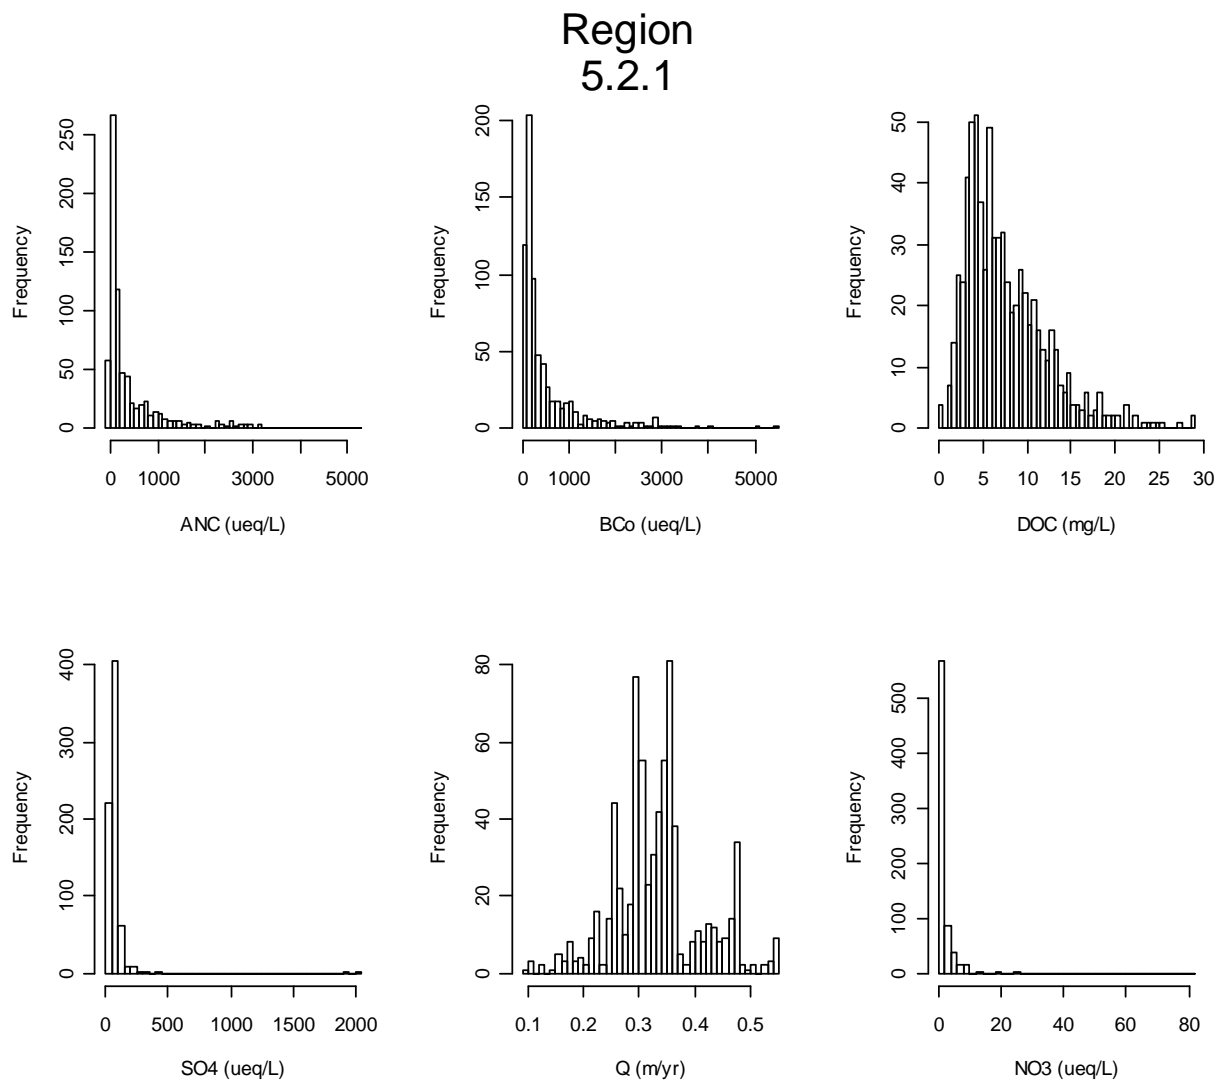 Region
5.2.1
Frequency
0 50 100 150 200 250
0 1000 3000 5000
ANC (ueq/L)
Frequency
0 50 100 150 200
0 1000 3000 5000
BCo (ueq/L)
Frequency
0 10 20 30 40 50
0 5 10 15 20 25 30
DOC (mg/L)
Frequency
0 100 200 300 400
0 500 1000 1500 2000
SO4 (ueq/L)
Frequency
0 20 40 60 80
0.1 0.2 0.3 0.4 0.5
Q (m/yr)
Frequency
0 100 200 300 400 500
0 20 40 60 80
NO3 (ueq/L)